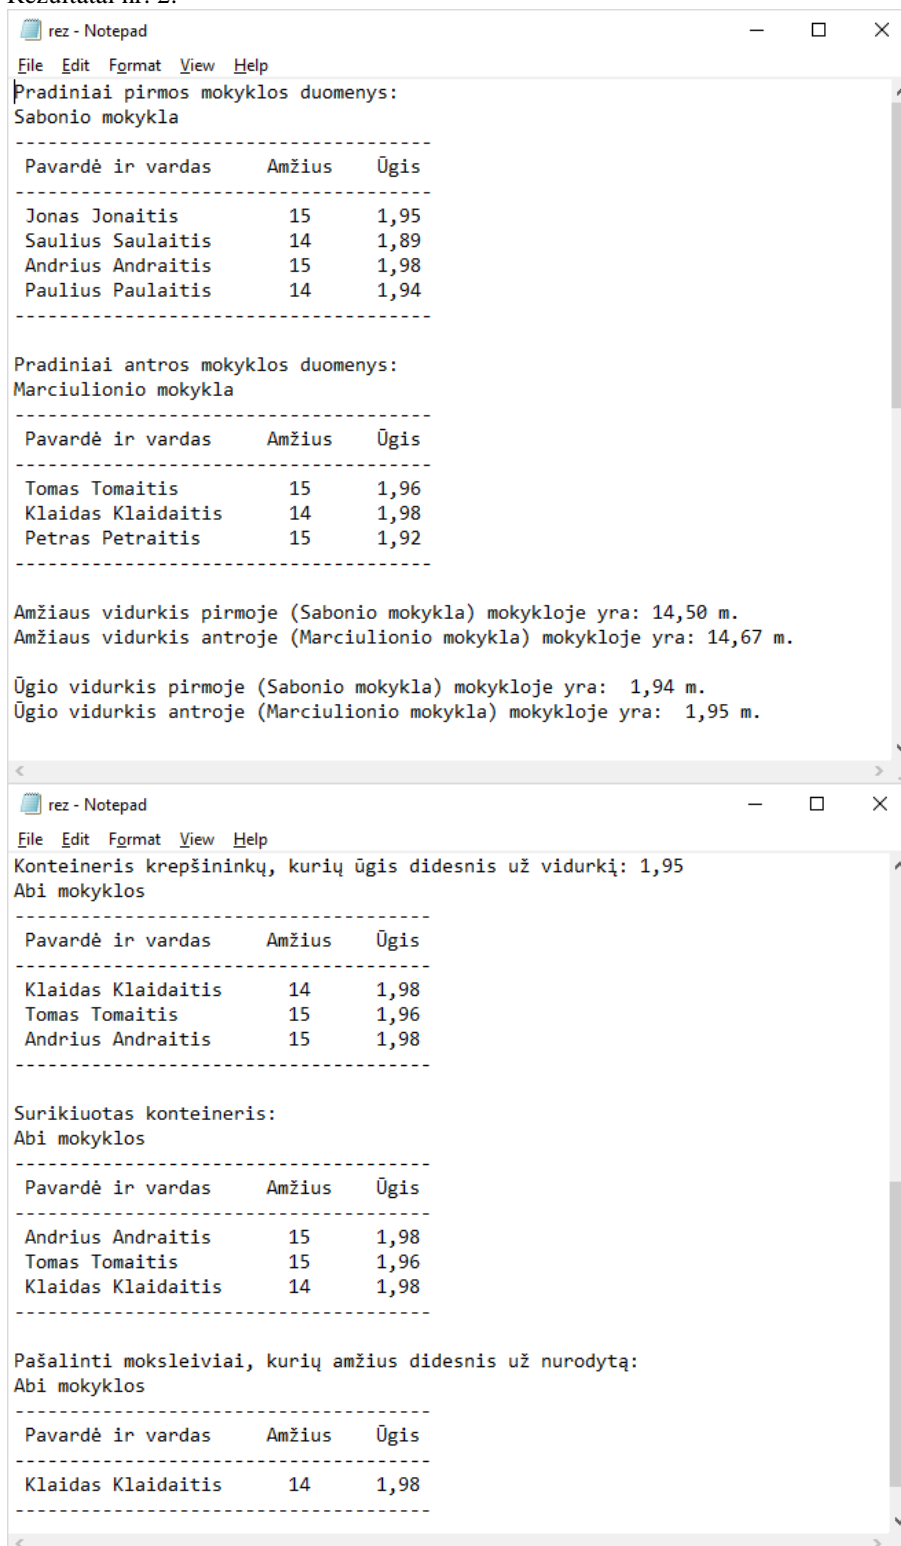 Rezultatai nr. 2.
rez - Notepad
File Edit Format View Help
Pradiniai pirmos mokyklos duomenys:
Sabonio mokykla
--------------------------------------
Pavardė ir vardas Amžius Ūgis
--------------------------------------
Jonas Jonaitis 15 1,95
Saulius Saulaitis 14 1,89
Andrius Andraitis 15 1,98
Paulius Paulaitis 14 1,94
--------------------------------------
Pradiniai antros mokyklos duomenys:
Marciulionio mokykla
--------------------------------------
Pavardė ir vardas Amžius Ūgis
--------------------------------------
Tomas Tomaitis 15 1,96
Klaidas Klaidaitis 14 1,98
Petras Petraitis 15 1,92
--------------------------------------
Amžiaus vidurkis pirmoje (Sabonio mokykla) mokykloje yra: 14,50 m.
Amžiaus vidurkis antroje (Marciulionio mokykla) mokykloje yra: 14,67 m.
Ūgio vidurkis pirmoje (Sabonio mokykla) mokykloje yra: 1,94 m.
Ūgio vidurkis antroje (Marciulionio mokykla) mokykloje yra: 1,95 m.
rez - Notepad
File Edit Format View Help
Konteineris krepšininkų, kurių ūgis didesnis už vidurkį: 1,95
Abi mokyklos
--------------------------------------
Pavardė ir vardas Amžius Ūgis
--------------------------------------
Klaidas Klaidaitis 14 1,98
Tomas Tomaitis 15 1,96
Andrius Andraitis 15 1,98
--------------------------------------
Surikiuotas konteineris:
Abi mokyklos
--------------------------------------
Pavardė ir vardas Amžius Ūgis
--------------------------------------
Andrius Andraitis 15 1,98
Tomas Tomaitis 15 1,96
Klaidas Klaidaitis 14 1,98
--------------------------------------
Pašalinti moksleiviai, kurių amžius didesnis už nurodytą:
Abi mokyklos
--------------------------------------
Pavardė ir vardas Amžius Ūgis
--------------------------------------
Klaidas Klaidaitis 14 1,98
--------------------------------------